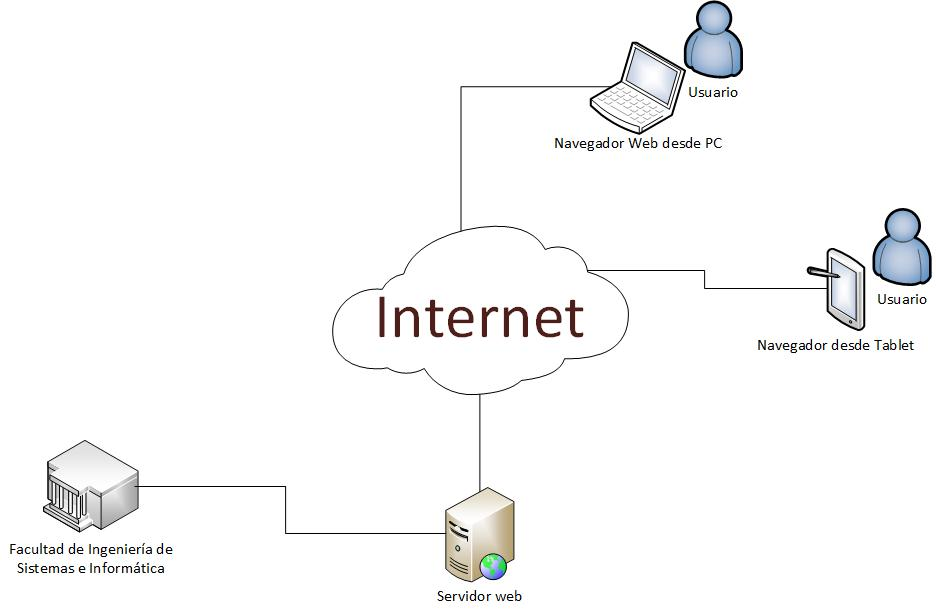 Usuario
Navegador Web desde PC
Usuario
Navegador desde Tablet
Internet
Facultad de Ingeniería de
Sistemas e Informática
Servidor web